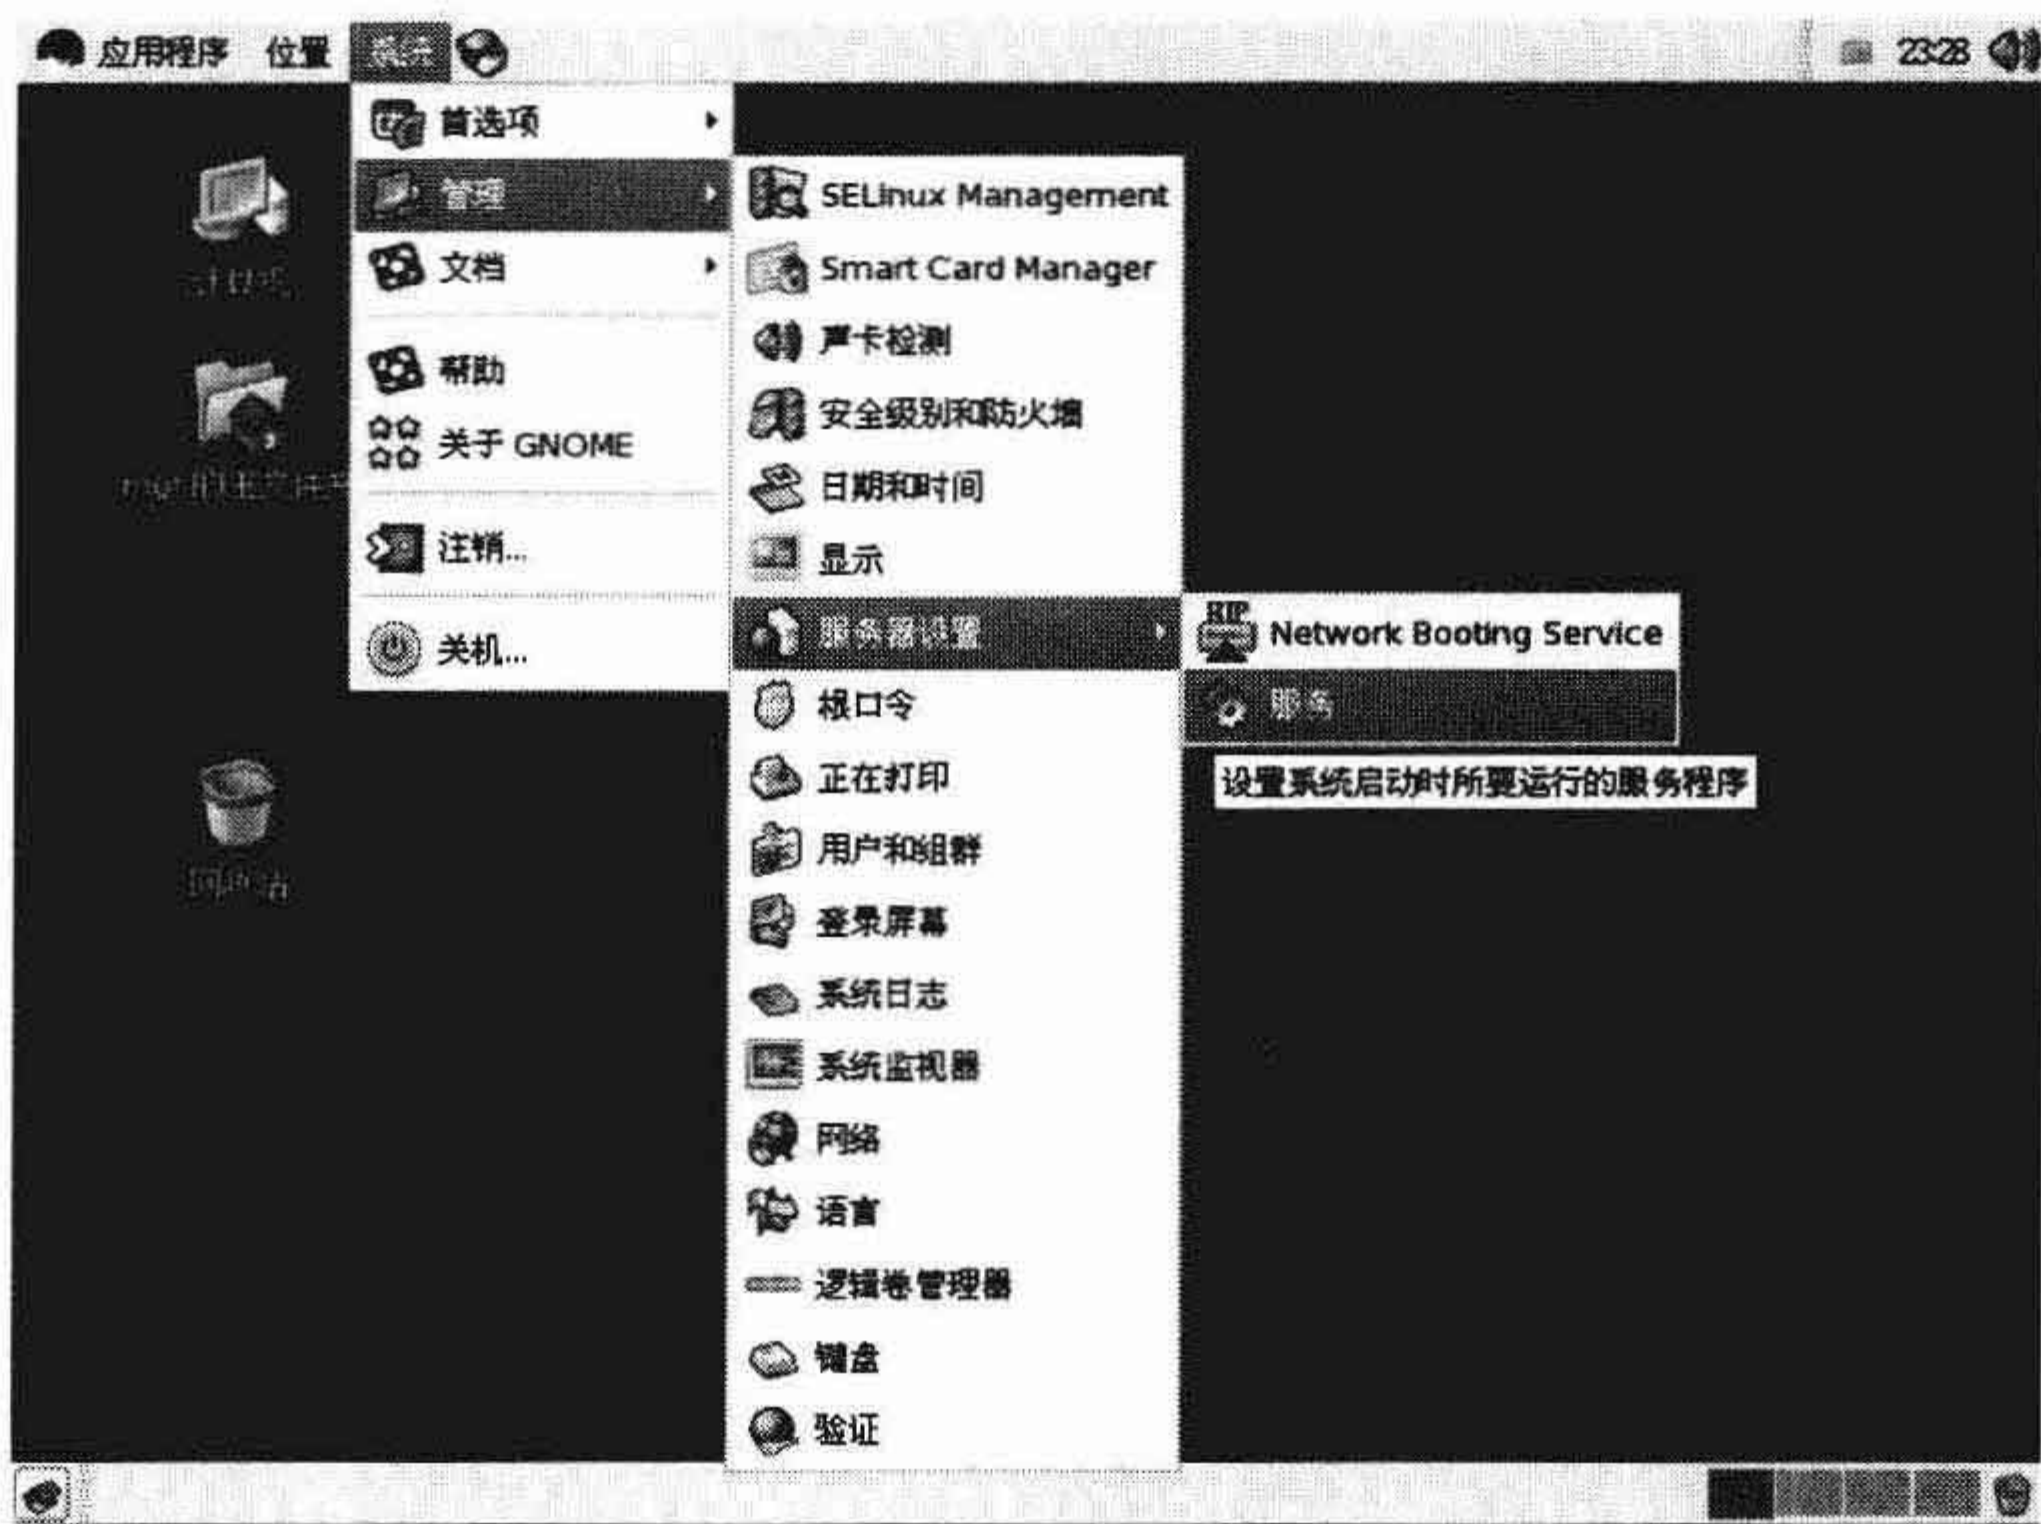 应用程序 位置 系统
23:28
首选项
管理
文档
帮助
关于 GNOME
注销...
关机...
SELinux Management
Smart Card Manager
声卡检测
安全级别和防火墙
日期和时间
显示
服务器设置
根口令
正在打印
用户和组群
登录屏幕
系统日志
系统监视器
网络
语言
逻辑卷管理器
键盘
验证
Network Booting Service
服务
设置系统启动时所要运行的服务程序
计算机
回收站